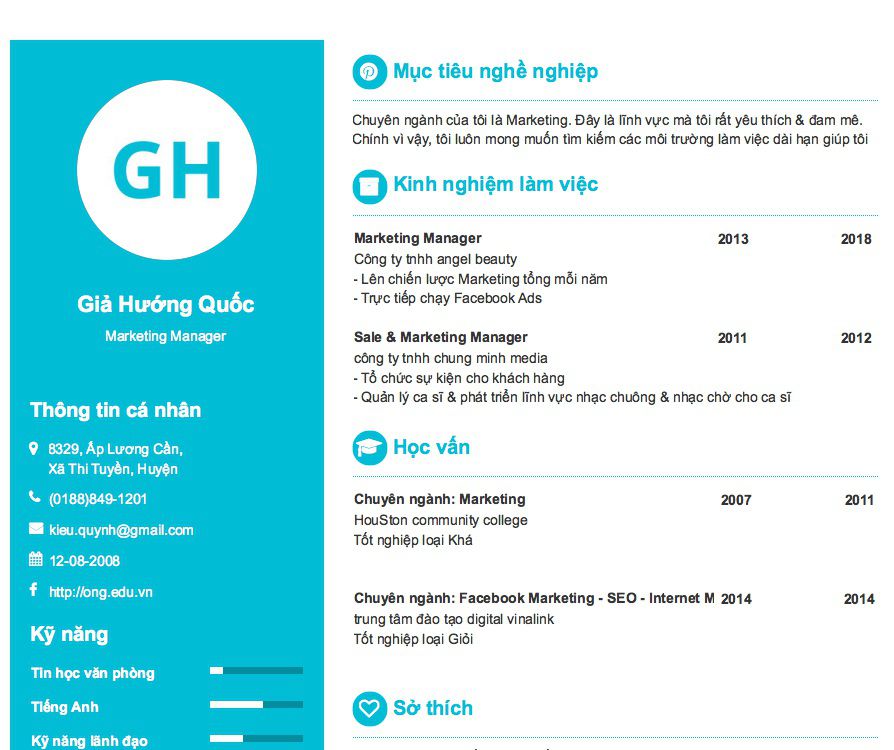 GH
Giả Hướng Quốc
Marketing Manager
Thông tin cá nhân
8329, Ấp Lương Cần,
Xã Thi Tuyền, Huyện
(0188)849-1201
kieu.quynh@gmail.com
12-08-2008
http://ong.edu.vn
Kỹ năng
Tin học văn phòng
Tiếng Anh
Kỹ năng lãnh đạo
Mục tiêu nghề nghiệp
Chuyên ngành của tôi là Marketing. Đây là lĩnh vực mà tôi rất yêu thích & đam mê.
Chính vì vậy, tôi luôn mong muốn tìm kiếm các môi trường làm việc dài hạn giúp tôi
Kinh nghiệm làm việc
Marketing Manager 2013 2018
Công ty tnhh angel beauty
- Lên chiến lược Marketing tổng mỗi năm
- Trực tiếp chạy Facebook Ads
Sale & Marketing Manager 2011 2012
công ty tnhh chung minh media
- Tổ chức sự kiện cho khách hàng
- Quản lý ca sĩ & phát triển lĩnh vực nhạc chuông & nhạc chờ cho ca sĩ
Học vấn
Chuyên ngành: Marketing 2007 2011
HouSton community college
Tốt nghiệp loại Khá
Chuyên ngành: Facebook Marketing - SEO - Internet M 2014 2014
trung tâm đào tạo digital vinalink
Tốt nghiệp loại Giỏi
Sở thích